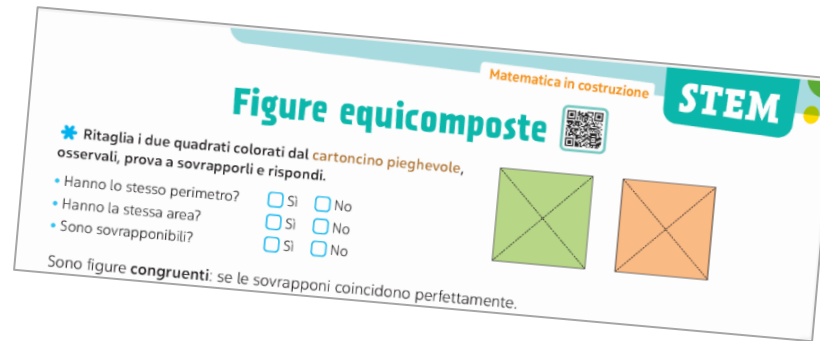 Matematica in costruzione
STEM
Figure equicomposte
Ritaglia i due quadrati colorati dal cartoncino pieghevole,
osservali, prova a sovrapporli e rispondi.
• Hanno lo stesso perimetro? Sì No
• Hanno la stessa area? Sì No
• Sono sovrapponibili? Sì No
Sono figure congruenti: se le sovrapponi coincidono perfettamente.